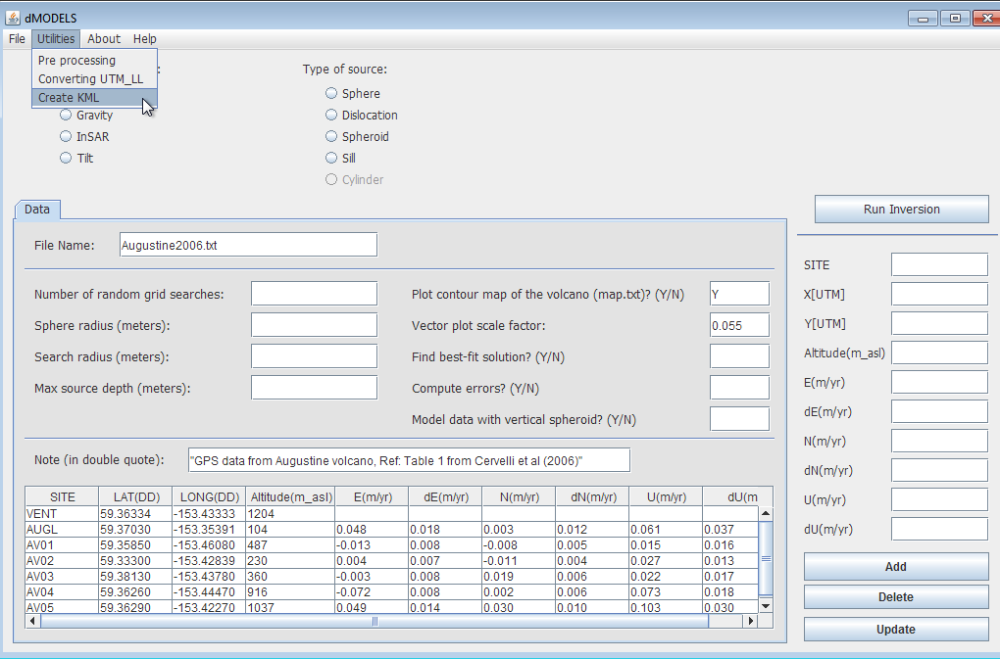 dMODELS
File Utilities About Help
Pre processing
Converting UTM_LL
Create KML
:
Gravity
InSAR
Tilt
Type of source:
Sphere
Dislocation
Spheroid
Sill
Cylinder
Data
File Name: Augustine2006.txt
Number of random grid searches:
Sphere radius (meters):
Search radius (meters):
Max source depth (meters):
Plot contour map of the volcano (map.txt)? (Y/N) Y
Vector plot scale factor: 0.055
Find best-fit solution? (Y/N)
Compute errors? (Y/N)
Model data with vertical spheroid? (Y/N)
Note (in double quote): "GPS data from Augustine volcano, Ref: Table 1 from Cervelli et al (2006)"
SITE LAT(DD) LONG(DD) Altitude(m_asl) E(m/yr) dE(m/yr) N(m/yr) dN(m/yr) U(m/yr) dU(m
VENT 59.36334 -153.43333 1204
AUGL 59.37030 -153.35391 104 0.048 0.018 0.003 0.012 0.061 0.037
AV01 59.35850 -153.46080 487 -0.013 0.008 -0.008 0.005 0.015 0.016
AV02 59.33300 -153.42839 230 0.004 0.007 -0.011 0.004 0.027 0.013
AV03 59.38130 -153.43780 360 -0.003 0.008 0.019 0.006 0.022 0.017
AV04 59.36260 -153.44470 916 -0.072 0.008 0.002 0.006 0.073 0.018
AV05 59.36290 -153.42270 1037 0.049 0.014 0.030 0.010 0.103 0.030
Run Inversion
SITE
X[UTM]
Y[UTM]
Altitude(m_asl)
E(m/yr)
dE(m/yr)
N(m/yr)
dN(m/yr)
U(m/yr)
dU(m/yr)
Add
Delete
Update